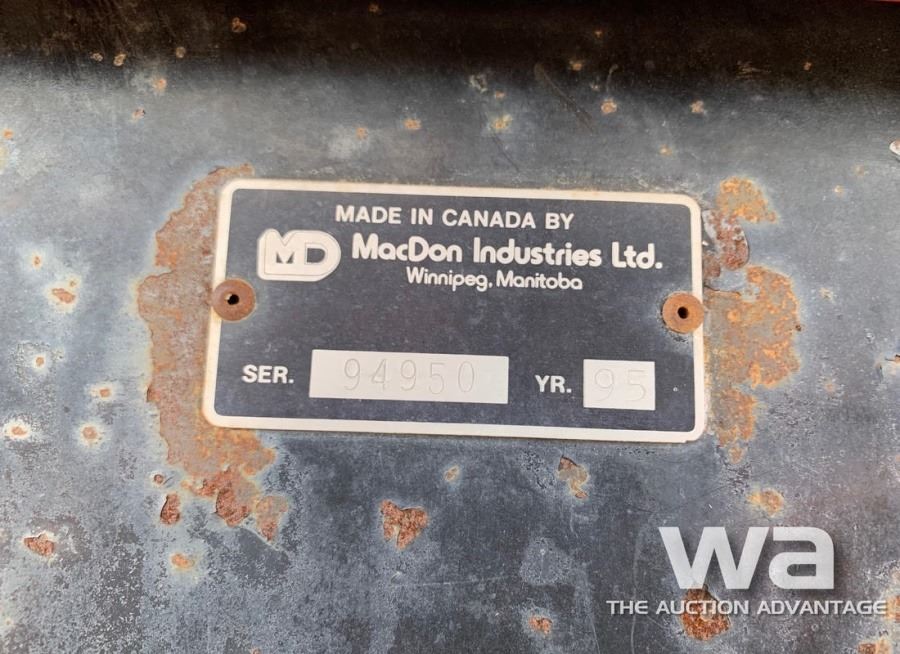 MADE IN CANADA BY
MD MacDon Industries Ltd.
Winnipeg, Manitoba
SER. 94950 YR. 95
wa
THE AUCTION ADVANTAGE